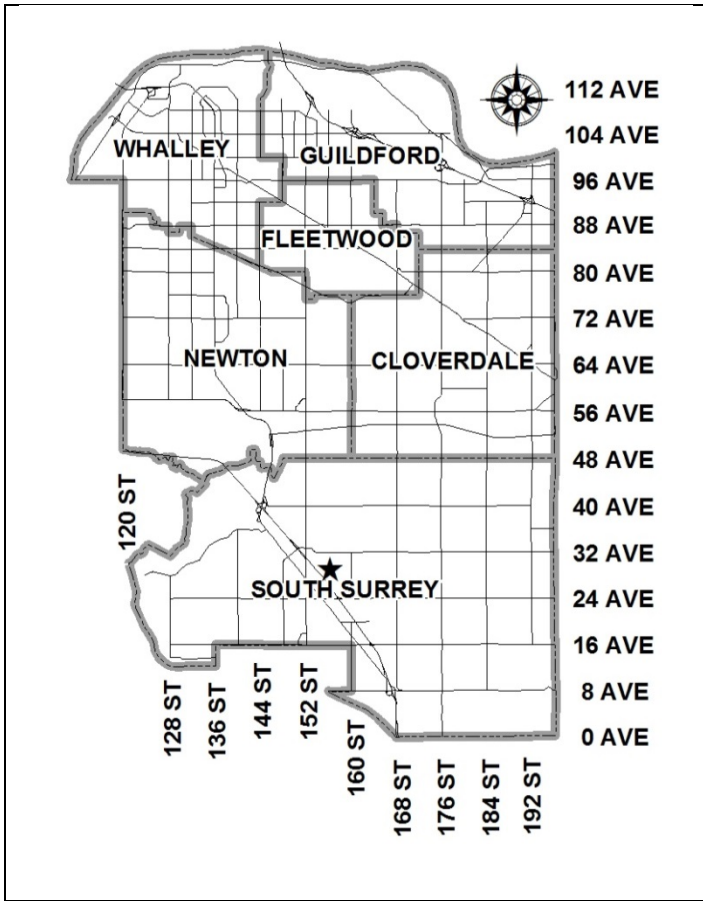 112 AVE
104 AVE
WHALLEY
GUILDFORD
96 AVE
88 AVE
FLEETWOOD
80 AVE
72 AVE
NEWTON
CLOVERDALE
64 AVE
56 AVE
48 AVE
120 ST
40 AVE
32 AVE
SOUTH SURREY
24 AVE
16 AVE
8 AVE
0 AVE
128 ST
136 ST
144 ST
152 ST
160 ST
168 ST
176 ST
184 ST
192 ST